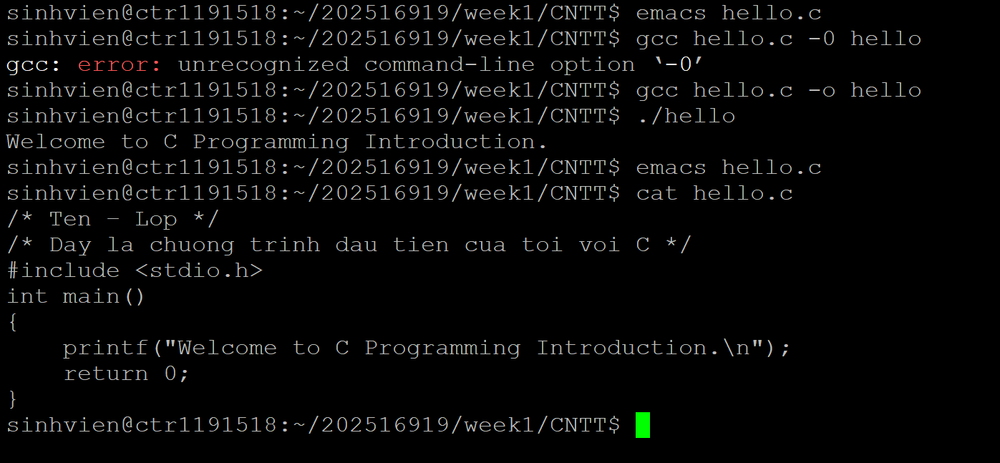 sinhvien@ctr1191518:~/202516919/week1/CNTT$ emacs hello.c
sinhvien@ctr1191518:~/202516919/week1/CNTT$ gcc hello.c -0 hello
gcc: error: unrecognized command-line option ‘-0’
sinhvien@ctr1191518:~/202516919/week1/CNTT$ gcc hello.c -o hello
sinhvien@ctr1191518:~/202516919/week1/CNTT$ ./hello
Welcome to C Programming Introduction.
sinhvien@ctr1191518:~/202516919/week1/CNTT$ emacs hello.c
sinhvien@ctr1191518:~/202516919/week1/CNTT$ cat hello.c
/* Ten – Lop */
/* Day la chuong trinh dau tien cua toi voi C */
#include <stdio.h>
int main()
{
    printf("Welcome to C Programming Introduction.\n");
    return 0;
}
sinhvien@ctr1191518:~/202516919/week1/CNTT$